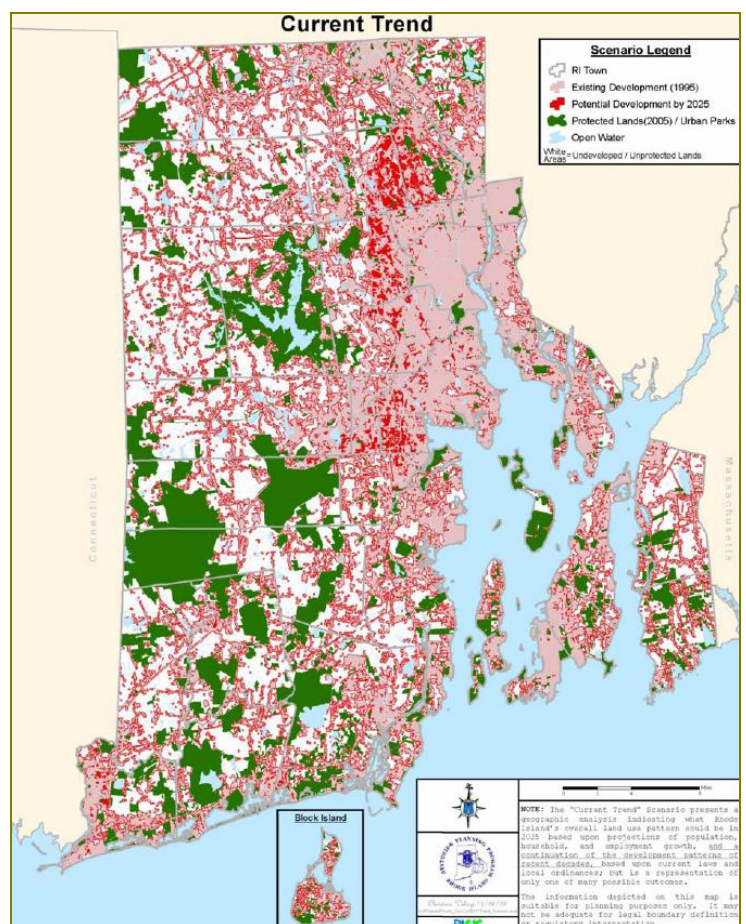 Current Trend
Scenario Legend
RI Town
Existing Development (1995)
Potential Development by 2025
Protected Lands(2005) / Urban Parks
Open Water
White Areas = Undeveloped / Unprotected Lands
Connecticut
Massachusetts
Block Island
STATEWIDE PLANNING PROGRAM
RHODE ISLAND
Miles
NOTE: The "Current Trend" Scenario presents a
geographic analysis indicating what Rhode
Island's overall land use pattern could be in
2025 based upon projections of population,
household, and employment growth, and a
continuation of the development patterns of
recent decades, based upon current laws and
local ordinances; but is a representation of
only one of many possible outcomes.
The information depicted on this map is
suitable for planning purposes only. It may
not be adequate for legal boundary definition